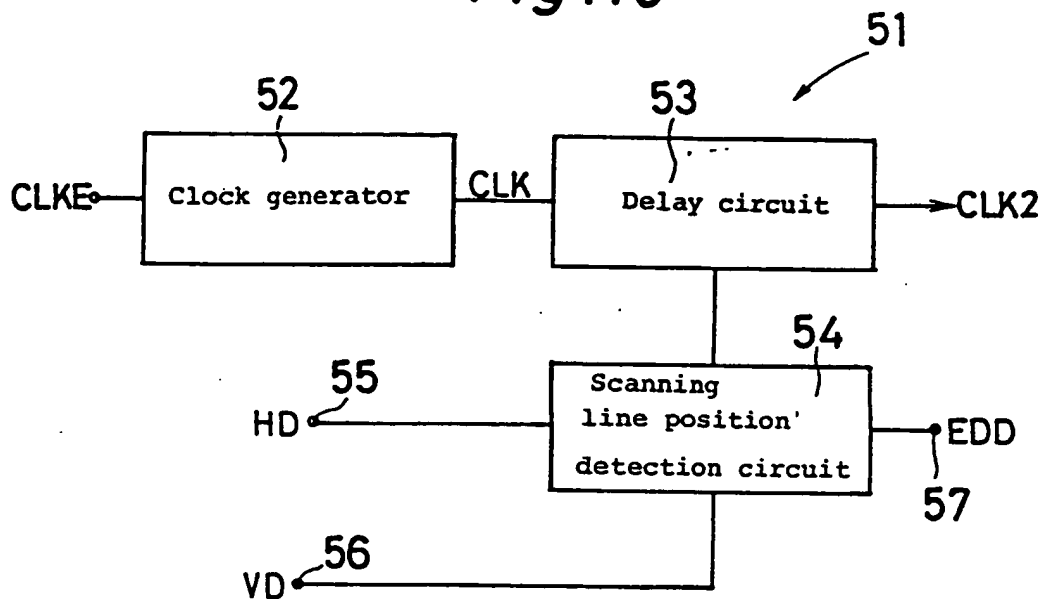 51
52
53
CLKE
Clock generator
CLK
Delay circuit
CLK2
54
55
Scanning
line position'
detection circuit
HD
EDD
57
56
VD